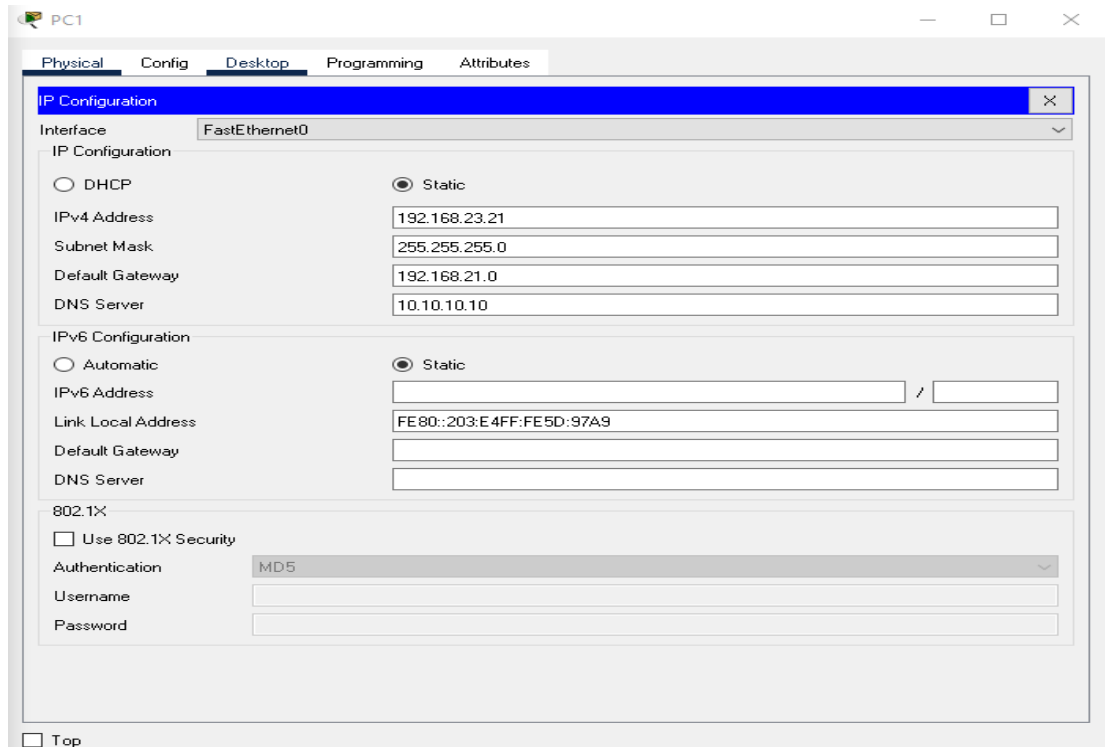 PC1
Physical Config Desktop Programming Attributes
IP Configuration X
Interface FastEthernet0
IP Configuration
DHCP Static
IPv4 Address 192.168.23.21
Subnet Mask 255.255.255.0
Default Gateway 192.168.21.0
DNS Server 10.10.10.10
IPv6 Configuration
Automatic Static
IPv6 Address /
Link Local Address FE80::203:E4FF:FE5D:97A9
Default Gateway
DNS Server
802.1X
Use 802.1X Security
Authentication MD5
Username
Password
Top